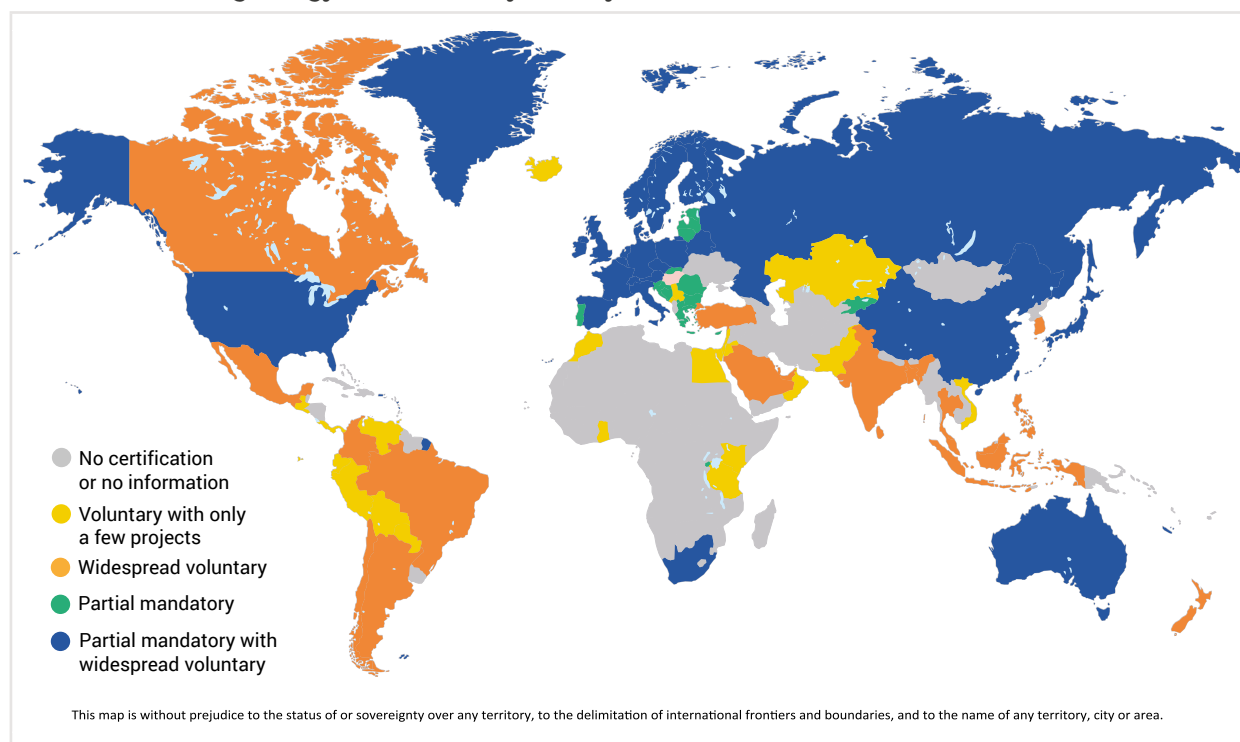 No certification
or no information
Voluntary with only
a few projects
Widespread voluntary
Partial mandatory
Partial mandatory with
widespread voluntary
This map is without prejudice to the status of or sovereignty over any territory, to the delimitation of international frontiers and boundaries, and to the name of any territory, city or area.